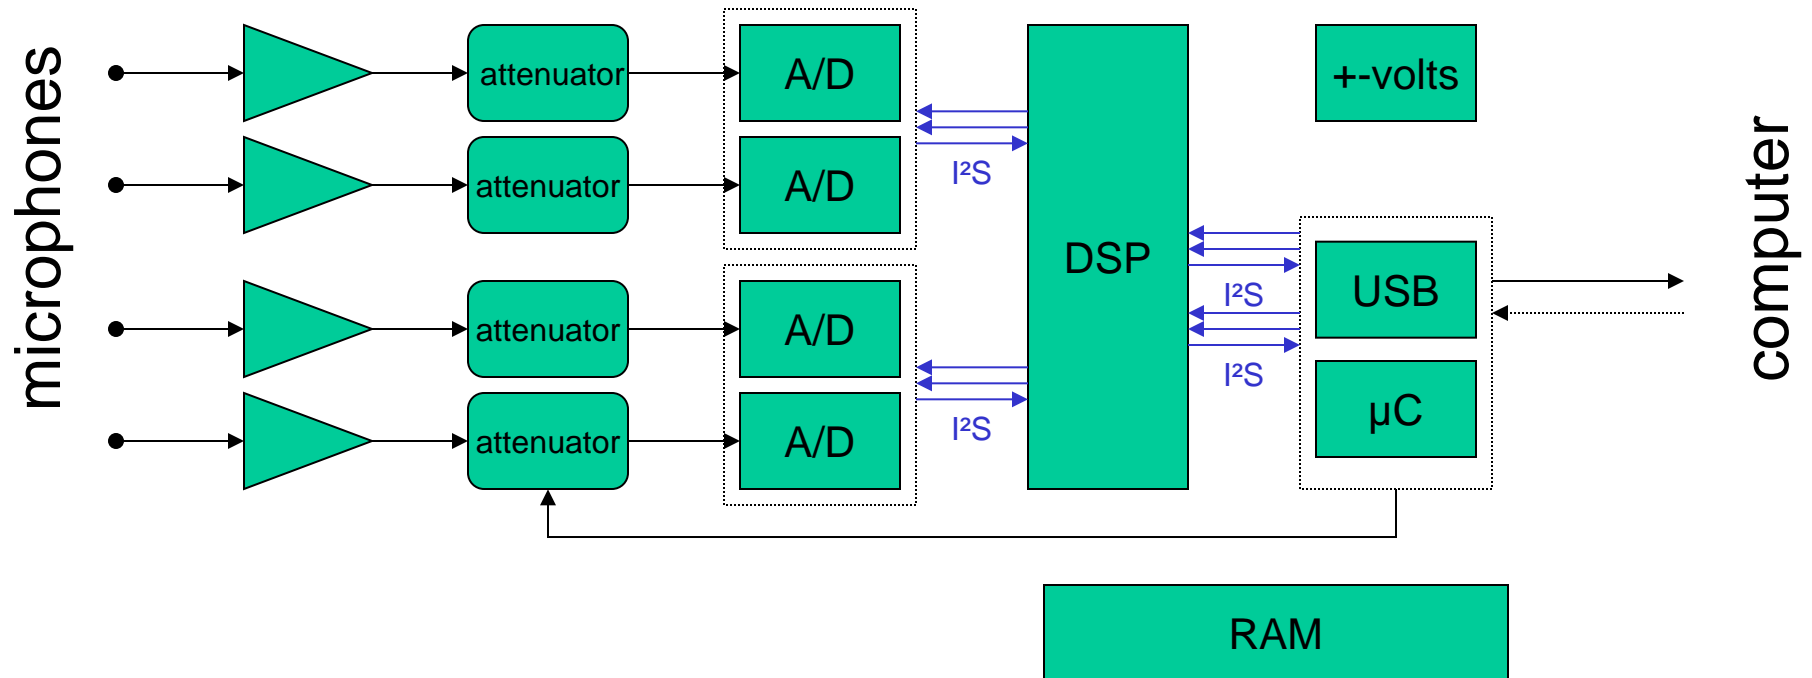 microphones
attenuator
A/D
+-volts
attenuator
A/D
I²S
DSP
computer
USB
I²S
attenuator
A/D
I²S
µC
attenuator
A/D
I²S
RAM